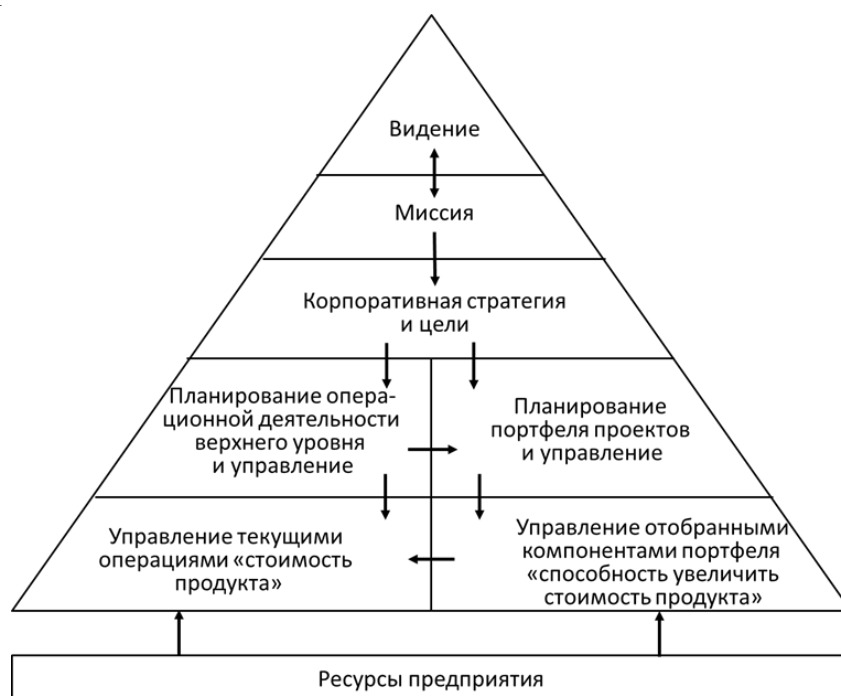 Видение
Миссия
Корпоративная стратегия
и цели
Планирование опера-
ционной деятельности
верхнего уровня
и управление
Планирование
портфеля проектов
и управление
Управление текущими
операциями «стоимость
продукта»
Управление отобранными
компонентами портфеля
«способность увеличить
стоимость продукта»
Ресурсы предприятия